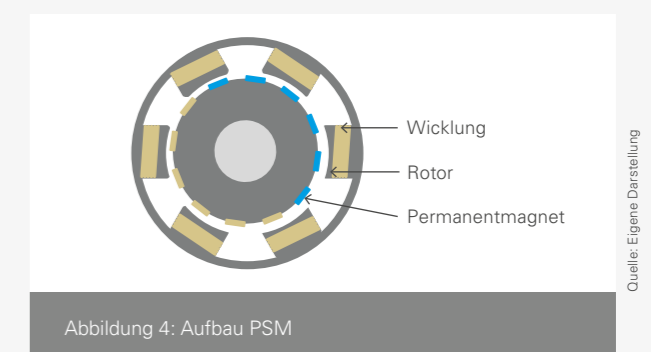 Wicklung
Rotor
Permanentmagnet
Quelle: Eigene Darstellung
Abbildung 4: Aufbau PSM